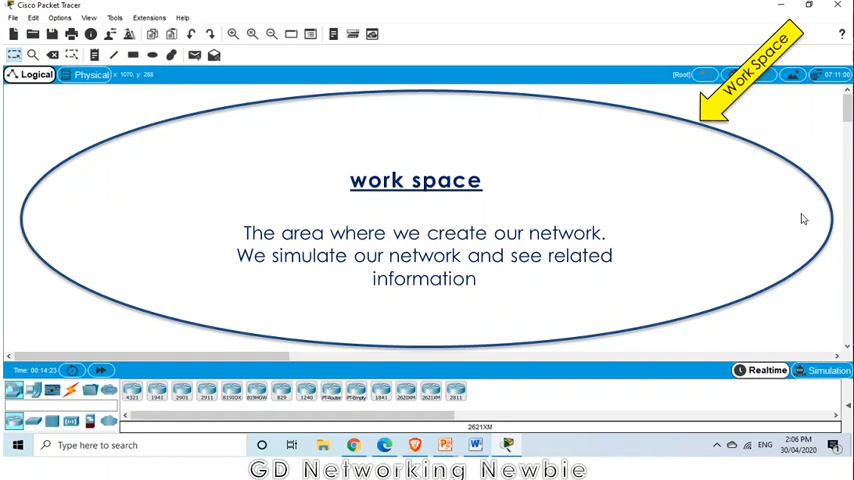 Cisco Packet Tracer
File Edit Options View Tools Extensions Help
Logical Physical x: 1070, y: 288 [Root] 07:11:00
Work Space
work space
The area where we create our network.
We simulate our network and see related
information
Time: 00:14:23 Realtime Simulation
4321 1941 2901 2911 819IOX 819HGW 829 1240 PT-Router PT-Empty 1841 2620XM 2621XM 2811
2621XM
Type here to search ENG 2:06 PM
30/04/2020
GD Networking Newbie